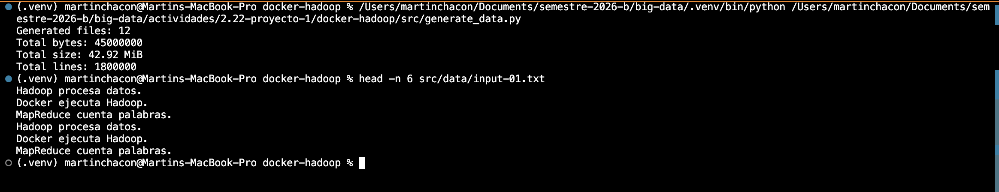 (.venv) martinchacon@Martins-MacBook-Pro docker-hadoop % /Users/martinchacon/Documents/semestre-2026-b/big-data/.venv/bin/python /Users/martinchacon/Documents/sem
estre-2026-b/big-data/actividades/2.22-proyecto-1/docker-hadoop/src/generate_data.py
Generated files: 12
Total bytes: 45000000
Total size: 42.92 MiB
Total lines: 1800000
(.venv) martinchacon@Martins-MacBook-Pro docker-hadoop % head -n 6 src/data/input-01.txt
Hadoop procesa datos.
Docker ejecuta Hadoop.
MapReduce cuenta palabras.
Hadoop procesa datos.
Docker ejecuta Hadoop.
MapReduce cuenta palabras.
(.venv) martinchacon@Martins-MacBook-Pro docker-hadoop %